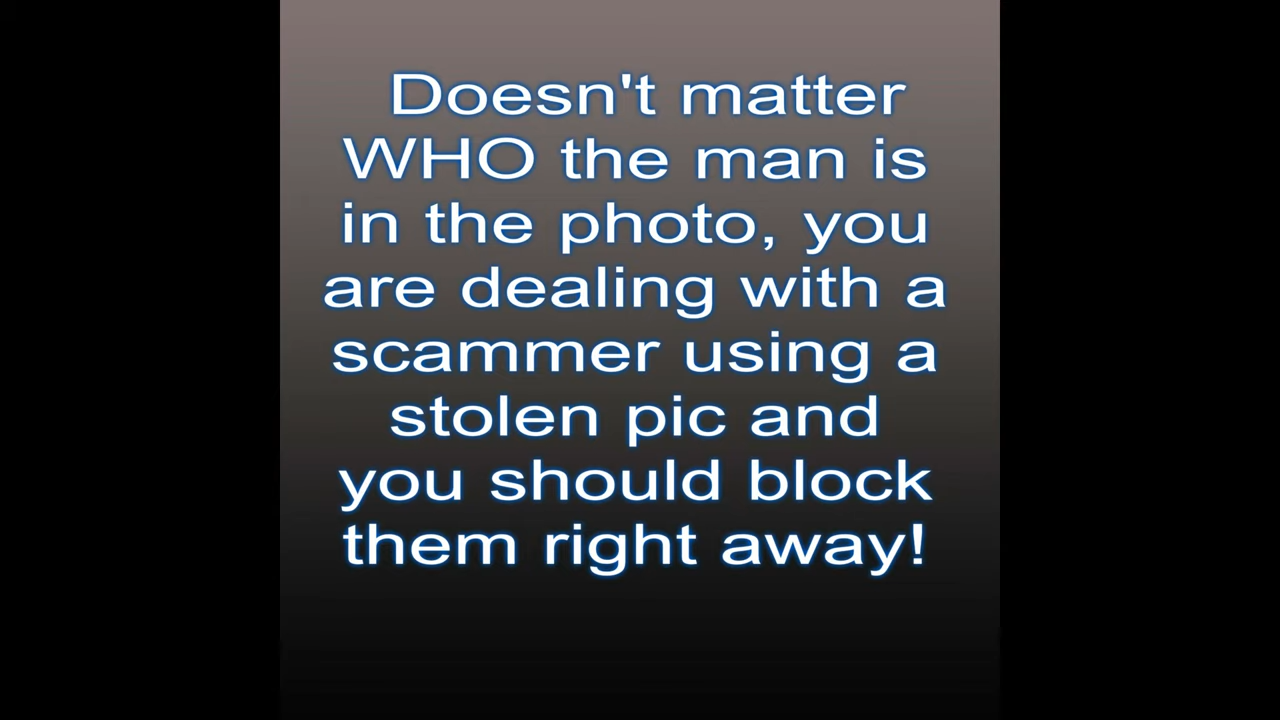 Doesn't matter
WHO the man is
in the photo, you
are dealing with a
scammer using a
stolen pic and
you should block
them right away!